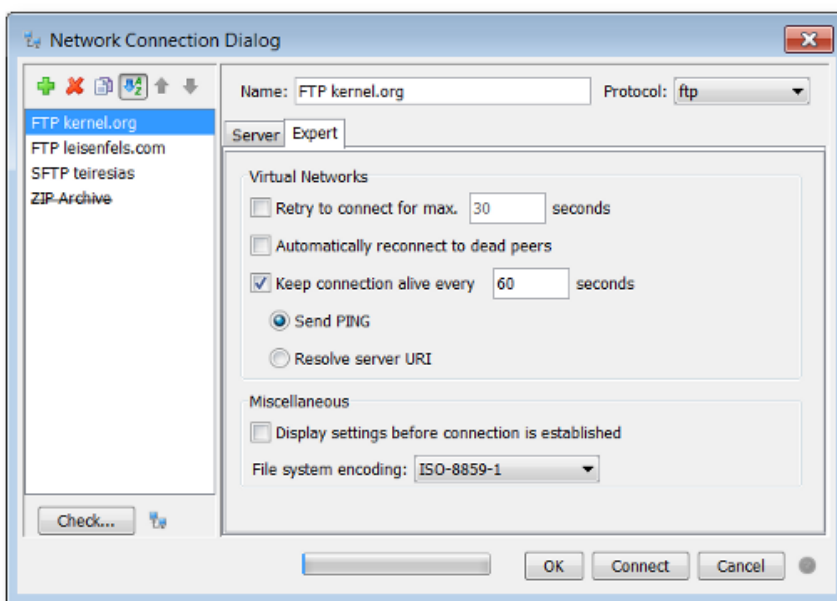 Network Connection Dialog
Name: FTP kernel.org Protocol: ftp
FTP kernel.org
FTP leisenfels.com
SFTP teiresias
ZIP Archive
Server Expert
Virtual Networks
Retry to connect for max. 30 seconds
Automatically reconnect to dead peers
Keep connection alive every 60 seconds
Send PING
Resolve server URI
Miscellaneous
Display settings before connection is established
File system encoding: ISO-8859-1
Check...
OK Connect Cancel